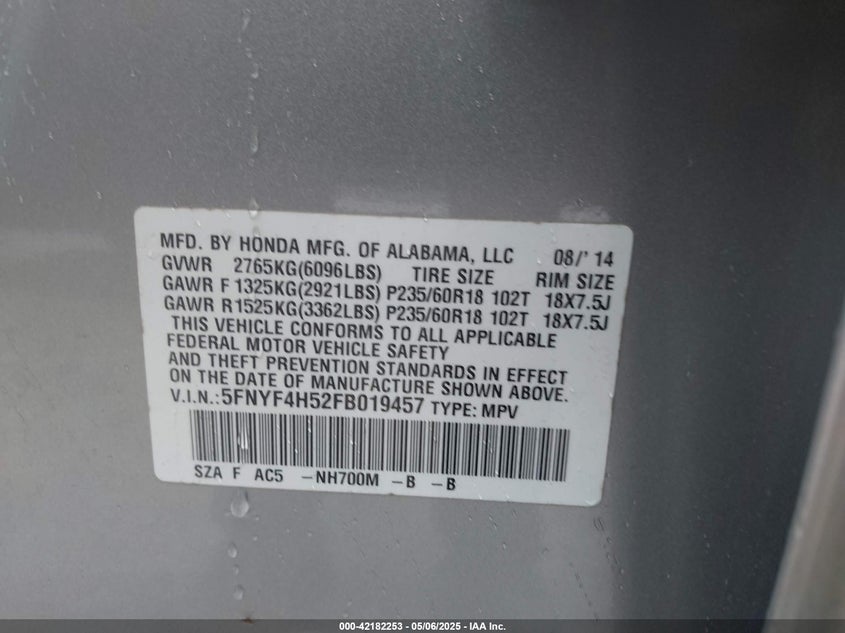 MFD. BY HONDA MFG. OF ALABAMA, LLC 08/' 14
GVWR 2765KG(6096LBS) TIRE SIZE RIM SIZE
GAWR F 1325KG(2921LBS) P235/60R18 102T 18X7.5J
GAWR R1525KG(3362LBS) P235/60R18 102T 18X7.5J
THIS VEHICLE CONFORMS TO ALL APPLICABLE
FEDERAL MOTOR VEHICLE SAFETY
AND THEFT PREVENTION STANDARDS IN EFFECT
ON THE DATE OF MANUFACTURE SHOWN ABOVE.
V.I.N.:5FNYF4H52FB019457 TYPE: MPV
SZA F AC5 -NH700M -B -B
000-42182253 - 05/06/2025 - IAA Inc.